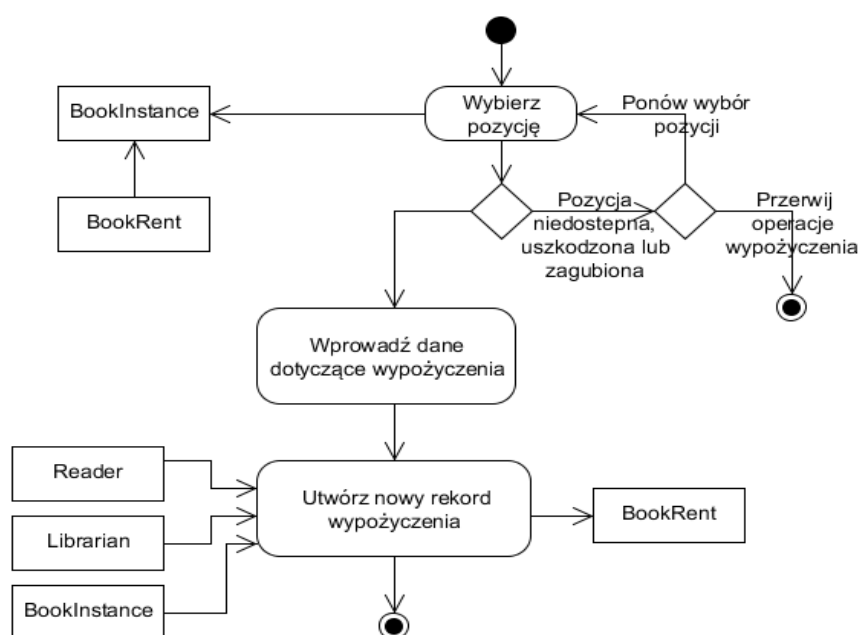 BookInstance
Wybierz
pozycję
Ponów wybór
pozycji
BookRent
Pozycja
niedostepna,
uszkodzona lub
zagubiona
Przerwij
operacje
wypożyczenia
Wprowadź dane
dotyczące wypożyczenia
Reader
Librarian
BookInstance
Utwórz nowy rekord
wypożyczenia
BookRent